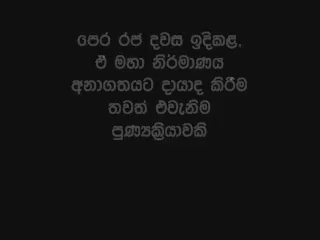 පෙර රජ දවස ඉදිකළ,
ඒ මහා නිර්මාණය
අනාගතයට දායාද කිරීම
තවත් එවැනිම
පුණ්‍යක්‍රියාවකි